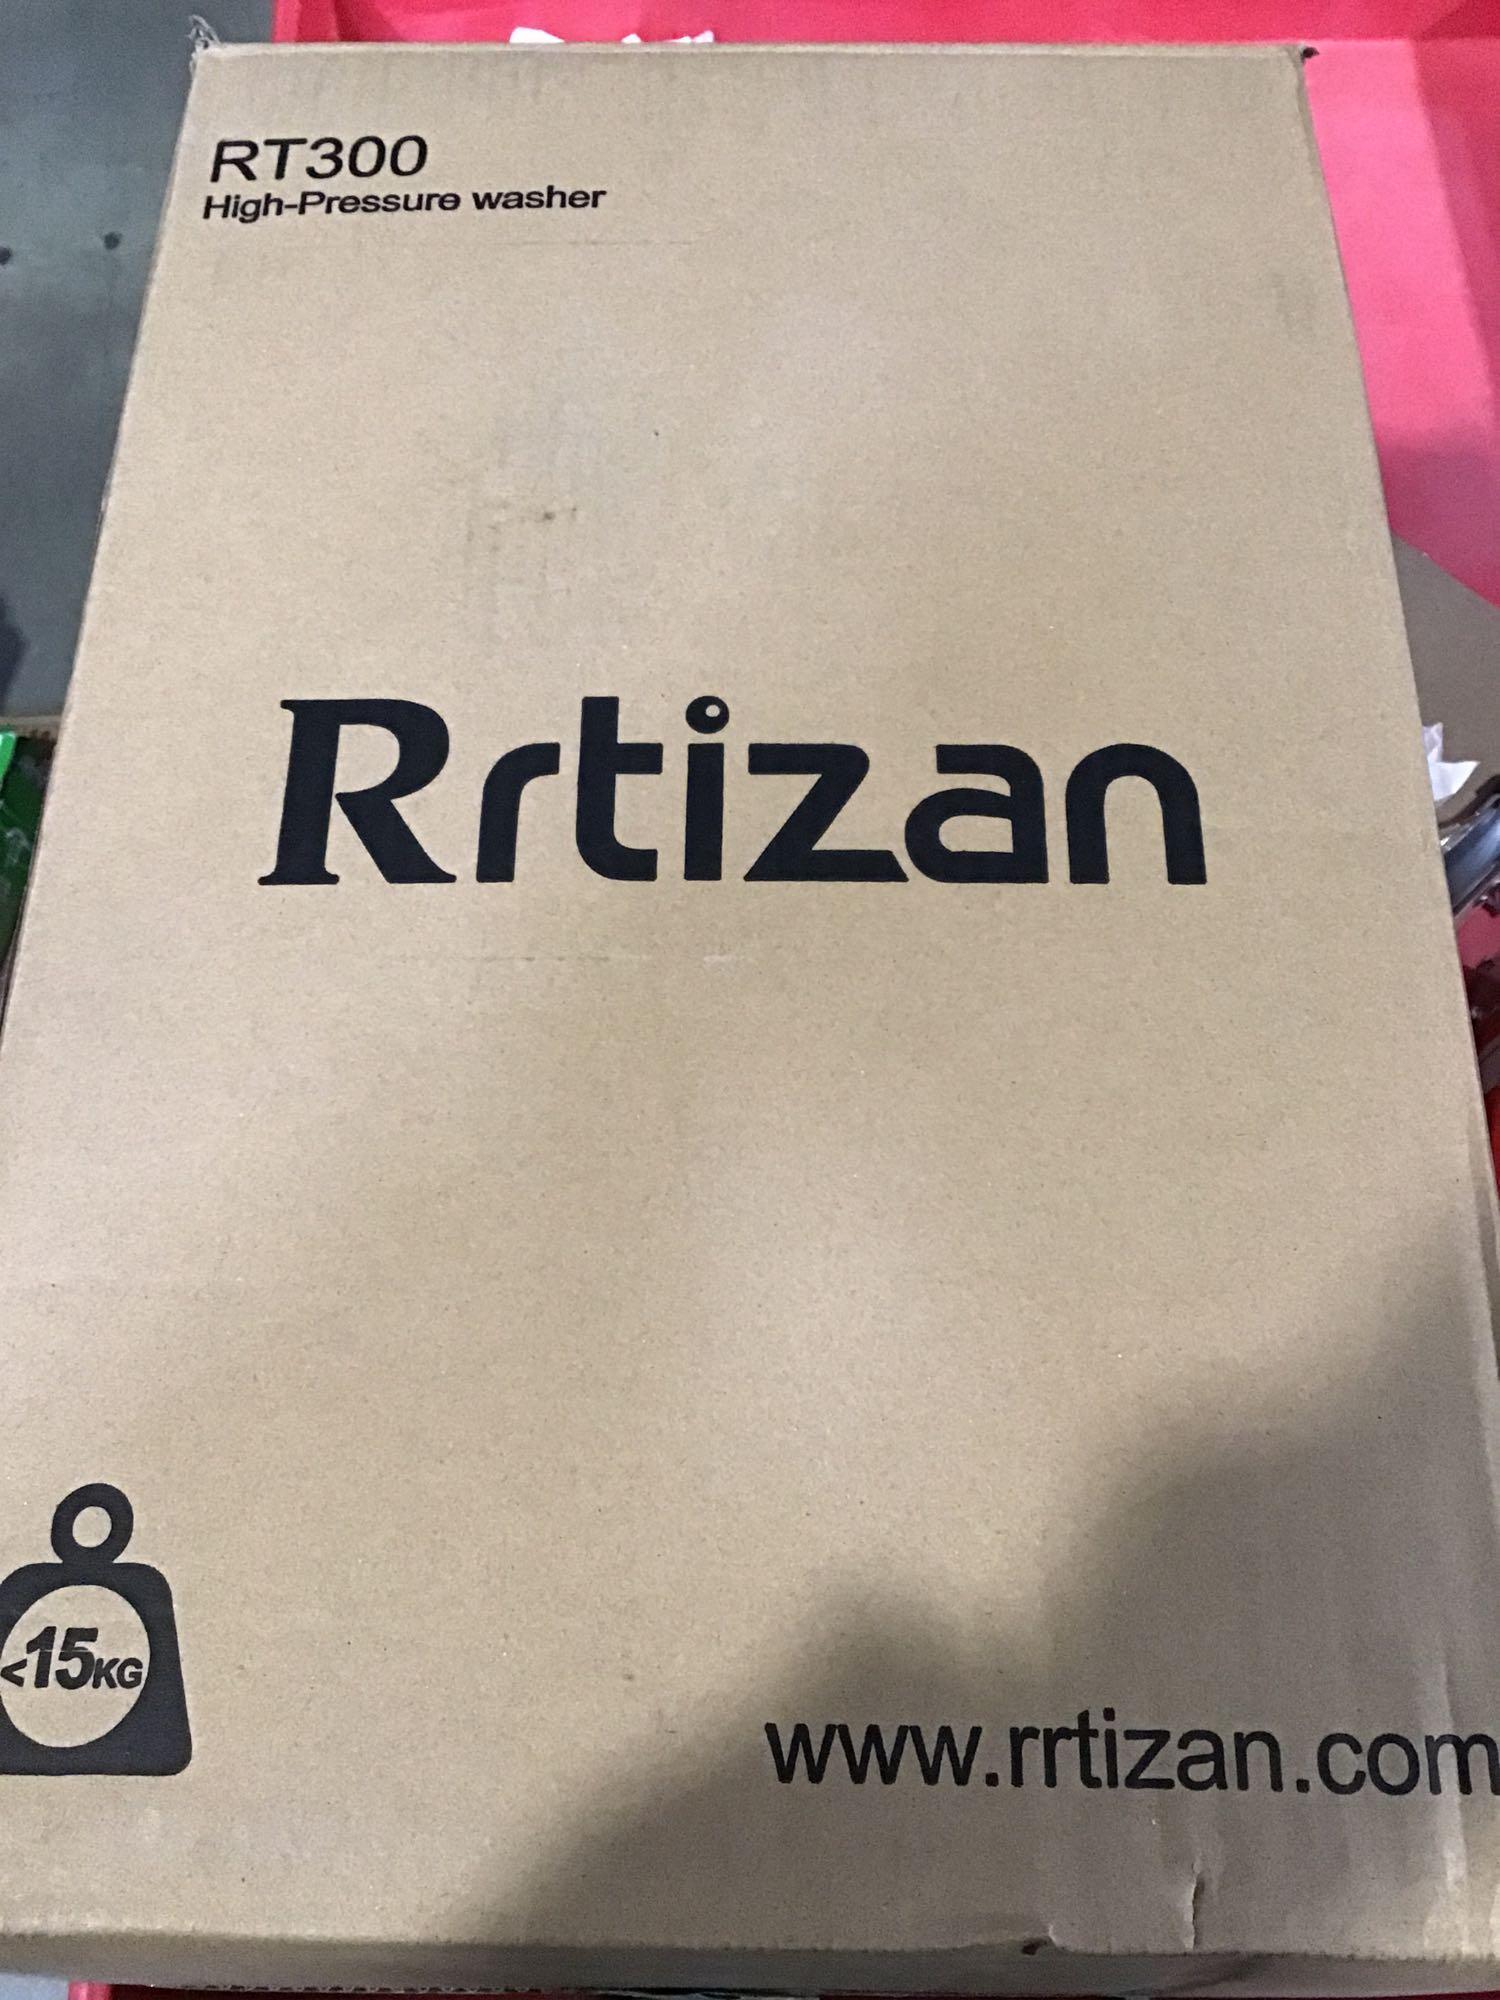 RT300
High-Pressure washer
Rrtizan
<15KG
www.rrtizan.com